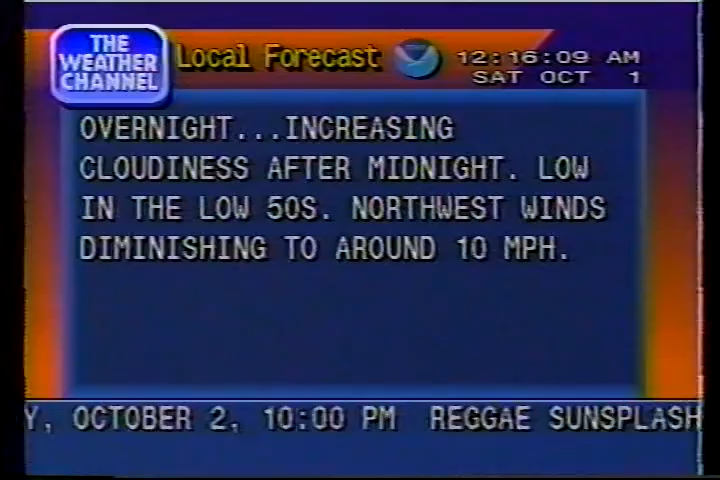 THE
WEATHER
CHANNEL
Local Forecast
12:16:09 AM
SAT OCT 1
OVERNIGHT...INCREASING
CLOUDINESS AFTER MIDNIGHT. LOW
IN THE LOW 50S. NORTHWEST WINDS
DIMINISHING TO AROUND 10 MPH.
Y, OCTOBER 2, 10:00 PM REGGAE SUNSPLASH